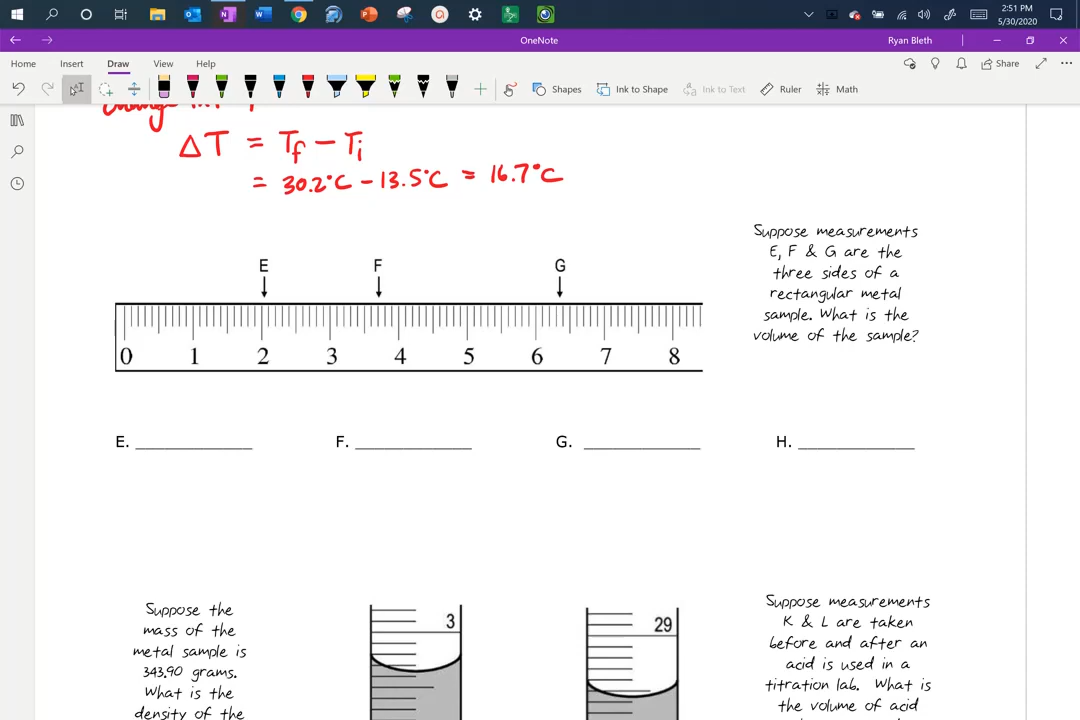 2:51 PM
5/30/2020
OneNote
Ryan Bleth
Home Insert Draw View Help
Share
Shapes Ink to Shape Ink to Text Ruler Math
ΔT = Tf − Ti
= 30.2°C − 13.5°C = 16.7°C
Suppose measurements
E, F & G are the
three sides of a
rectangular metal
sample. What is the
volume of the sample?
E F G
0 1 2 3 4 5 6 7 8
E. ____________ F. ____________ G. ____________ H. ____________
Suppose the
mass of the
metal sample is
343.90 grams.
What is the
density of the
3
29
Suppose measurements
K & L are taken
before and after an
acid is used in a
titration lab. What is
the volume of acid